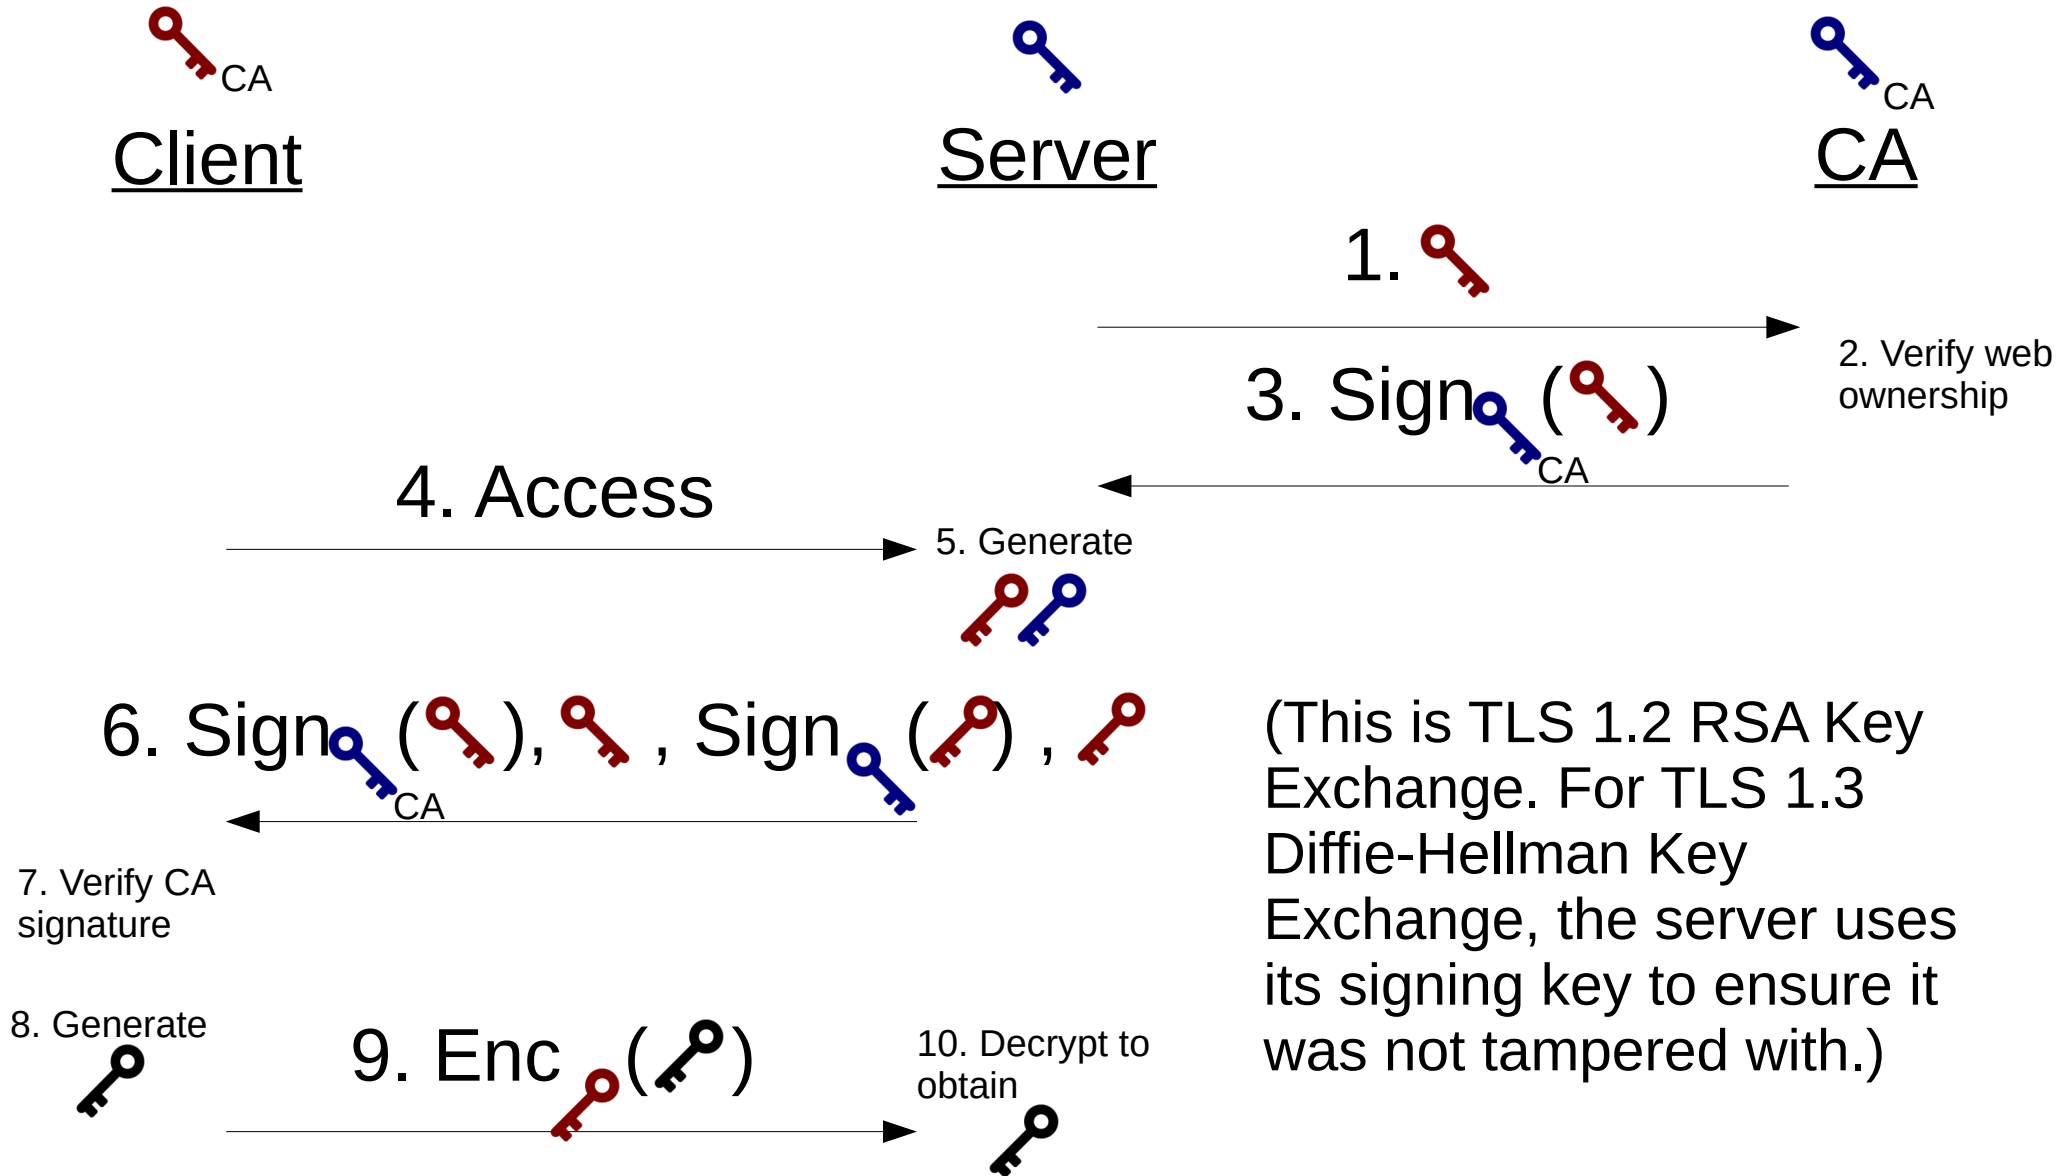 CA
CA
Client
Server
CA
1.
2. Verify web
ownership
3. Sign ( )
CA
4. Access
5. Generate
6. Sign ( ), , Sign ( ) ,
CA
7. Verify CA
signature
(This is TLS 1.2 RSA Key
Exchange. For TLS 1.3
Diffie-Hellman Key
Exchange, the server uses
its signing key to ensure it
was not tampered with.)
8. Generate
9. Enc ( )
10. Decrypt to
obtain